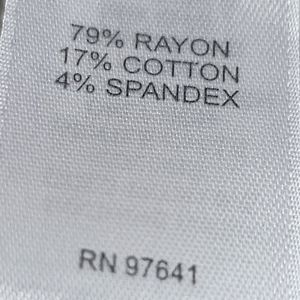 79% RAYON
17% COTTON
4% SPANDEX
RN 97641